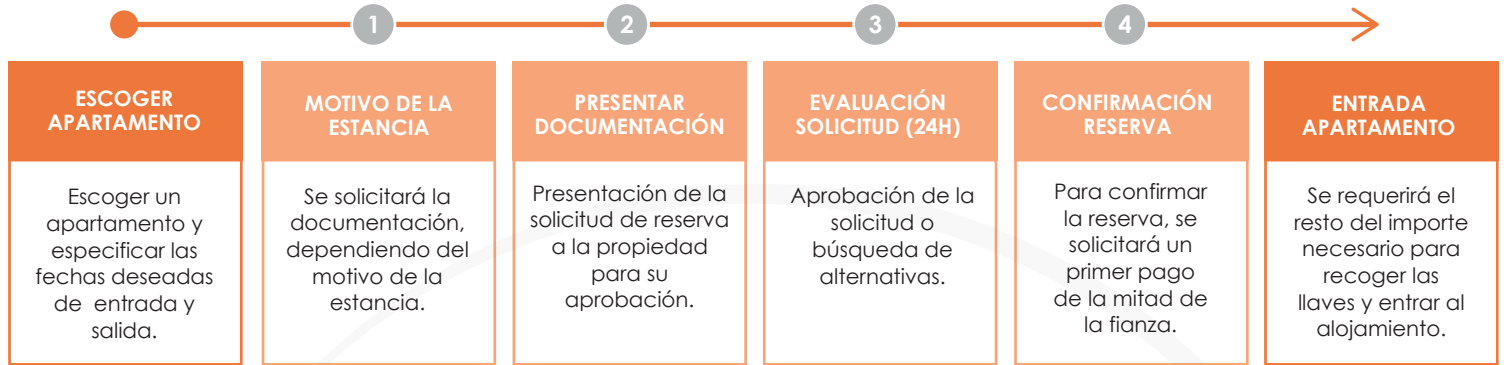 1
2
3
4
ESCOGER
APARTAMENTO
Escoger un
apartamento y
especificar las
fechas deseadas
de entrada y
salida.
MOTIVO DE LA
ESTANCIA
Se solicitará la
documentación,
dependiendo del
motivo de la
estancia.
PRESENTAR
DOCUMENTACIÓN
Presentación de la
solicitud de reserva
a la propiedad
para su
aprobación.
EVALUACIÓN
SOLICITUD (24H)
Aprobación de la
solicitud o
búsqueda de
alternativas.
CONFIRMACIÓN
RESERVA
Para confirmar
la reserva, se
solicitará un
primer pago
de la mitad de
la fianza.
ENTRADA
APARTAMENTO
Se requerirá el
resto del importe
necesario para
recoger las
llaves y entrar al
alojamiento.